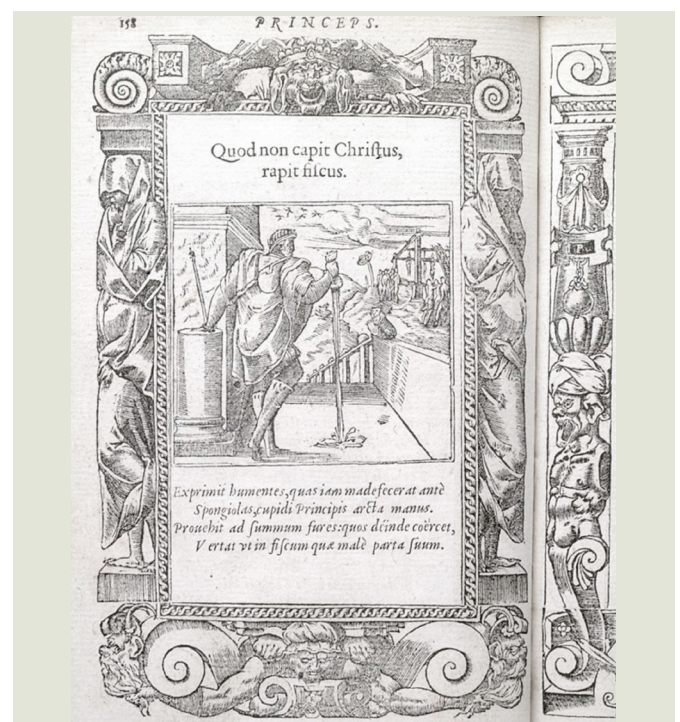 158
PRINCEPS.
Quod non capit Chriſtus,
rapit fiſcus.
Exprimit humentes,quas iam madefecerat antè
Spongiolas,cupidi Principis arcta manus.
Prouehit ad ſummum fures:quos deinde coërcet,
Vertat vt in fiſcum quæ malè parta ſuum.